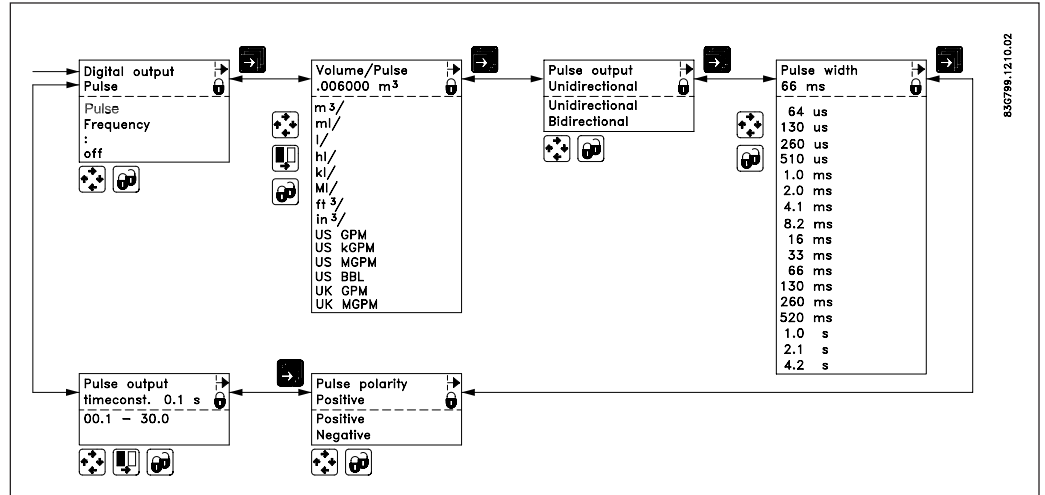 Digital output
Pulse
Pulse
Frequency
:
off
Volume/Pulse
.006000 m3
m3/
ml/
l/
hl/
kl/
Ml/
ft3/
in3/
US GPM
US kGPM
US MGPM
US BBL
UK GPM
UK MGPM
Pulse output
Unidirectional
Unidirectional
Bidirectional
Pulse width
66 ms
64 us
130 us
260 us
510 us
1.0 ms
2.0 ms
4.1 ms
8.2 ms
16 ms
33 ms
66 ms
130 ms
260 ms
520 ms
1.0 s
2.1 s
4.2 s
83G799.1210.02
Pulse output
timeconst. 0.1 s
00.1 – 30.0
Pulse polarity
Positive
Positive
Negative